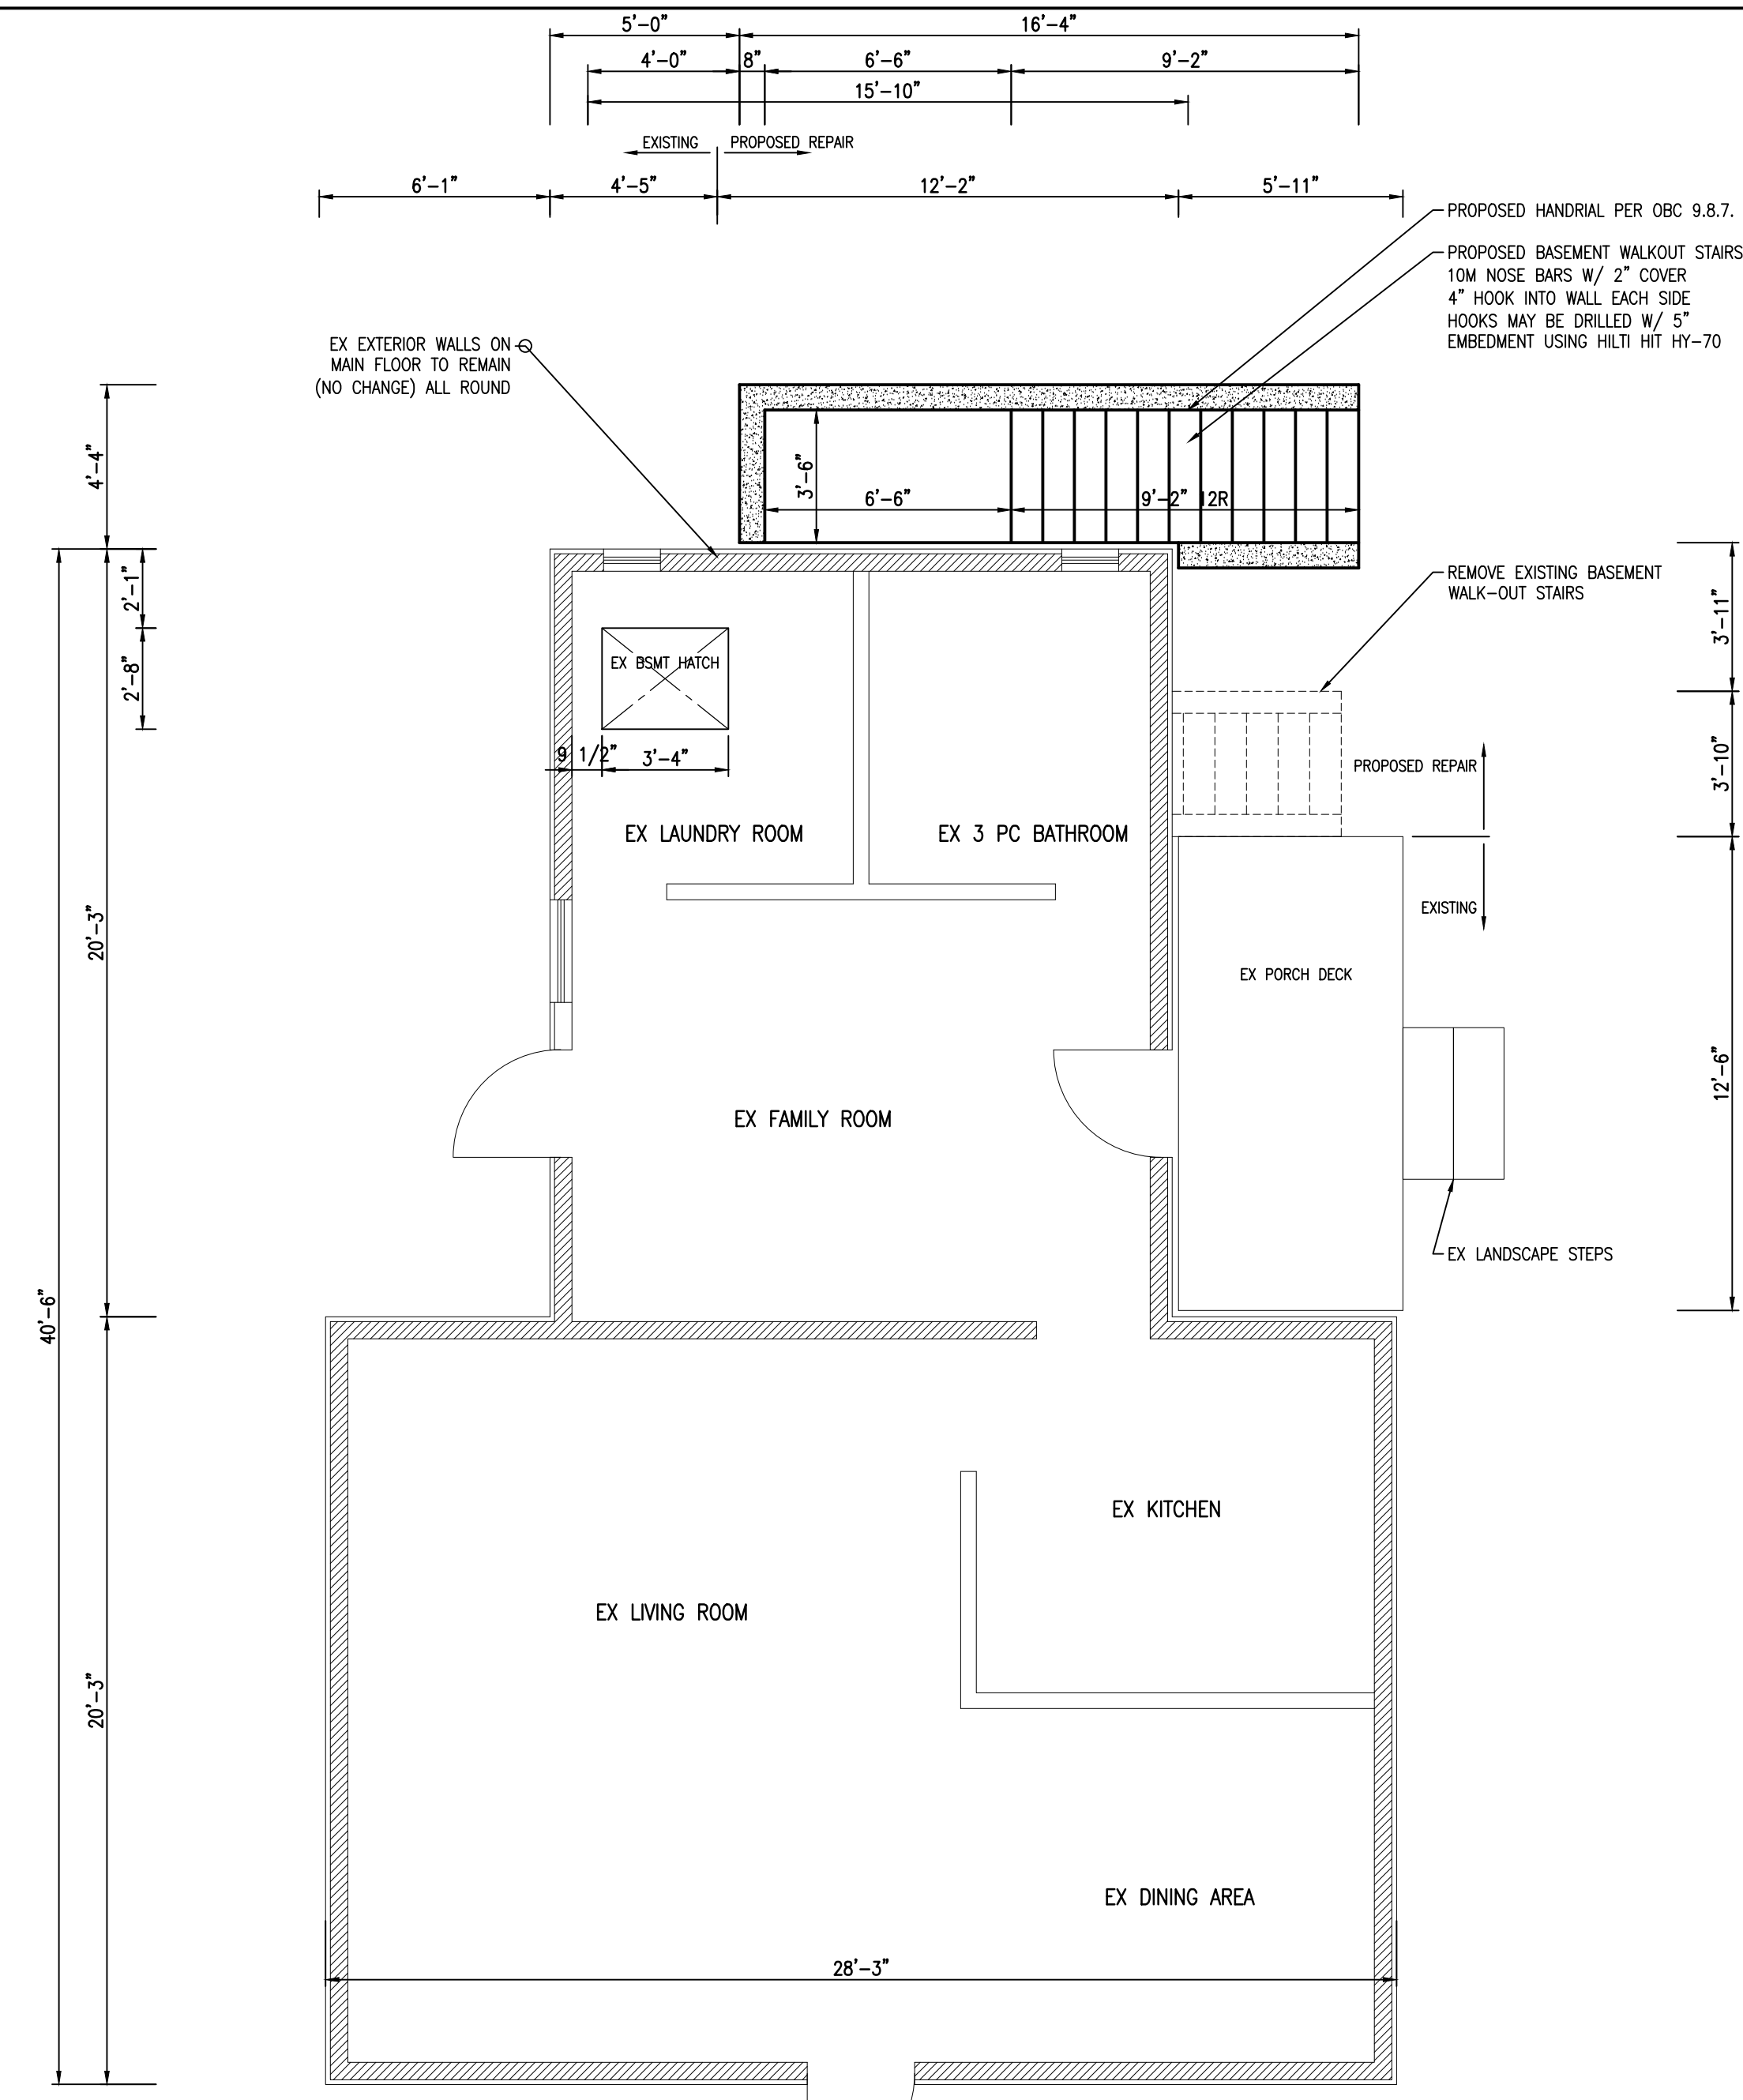 5'-0" 16'-4"
4'-0" 8" 6'-6" 9'-2"
15'-10"
EXISTING PROPOSED REPAIR
6'-1" 4'-5" 12'-2" 5'-11"
PROPOSED HANDRIAL PER OBC 9.8.7.
PROPOSED BASEMENT WALKOUT STAIRS
10M NOSE BARS W/ 2" COVER
4" HOOK INTO WALL EACH SIDE
HOOKS MAY BE DRILLED W/ 5"
EMBEDMENT USING HILTI HIT HY-70
EX EXTERIOR WALLS ON
MAIN FLOOR TO REMAIN
(NO CHANGE) ALL ROUND
4'-4"
3'-6"
6'-6" 9'-2" 12R
REMOVE EXISTING BASEMENT
WALK-OUT STAIRS
2'-1"
2'-8"
3'-11"
3'-10"
EX BSMT HATCH
9 1/2" 3'-4"
PROPOSED REPAIR
EX LAUNDRY ROOM EX 3 PC BATHROOM
EXISTING
20'-3"
EX PORCH DECK
12'-6"
EX FAMILY ROOM
EX LANDSCAPE STEPS
40'-6"
EX KITCHEN
EX LIVING ROOM
20'-3"
EX DINING AREA
28'-3"